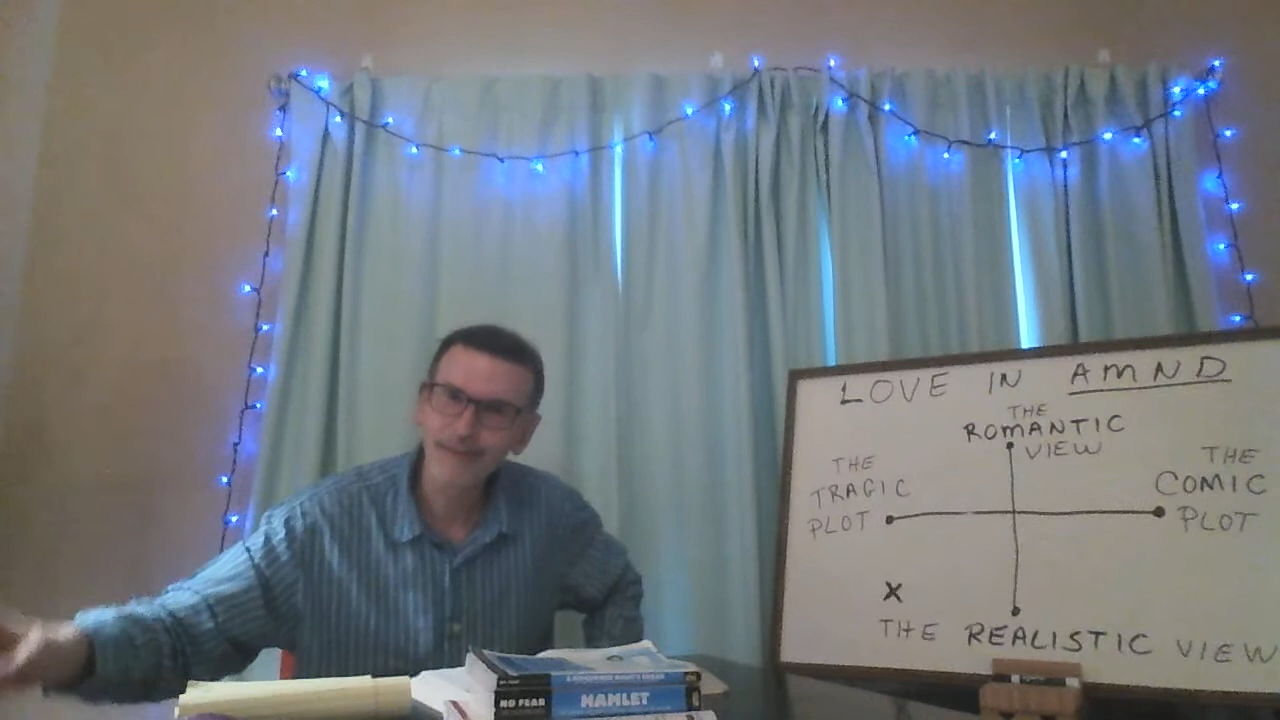 LOVE IN AMND
THE
ROMANTIC
VIEW
THE
TRAGIC
PLOT
THE
COMIC
PLOT
X
THE REALISTIC VIEW
A MIDSUMMER NIGHT'S DREAM
NO FEAR HAMLET